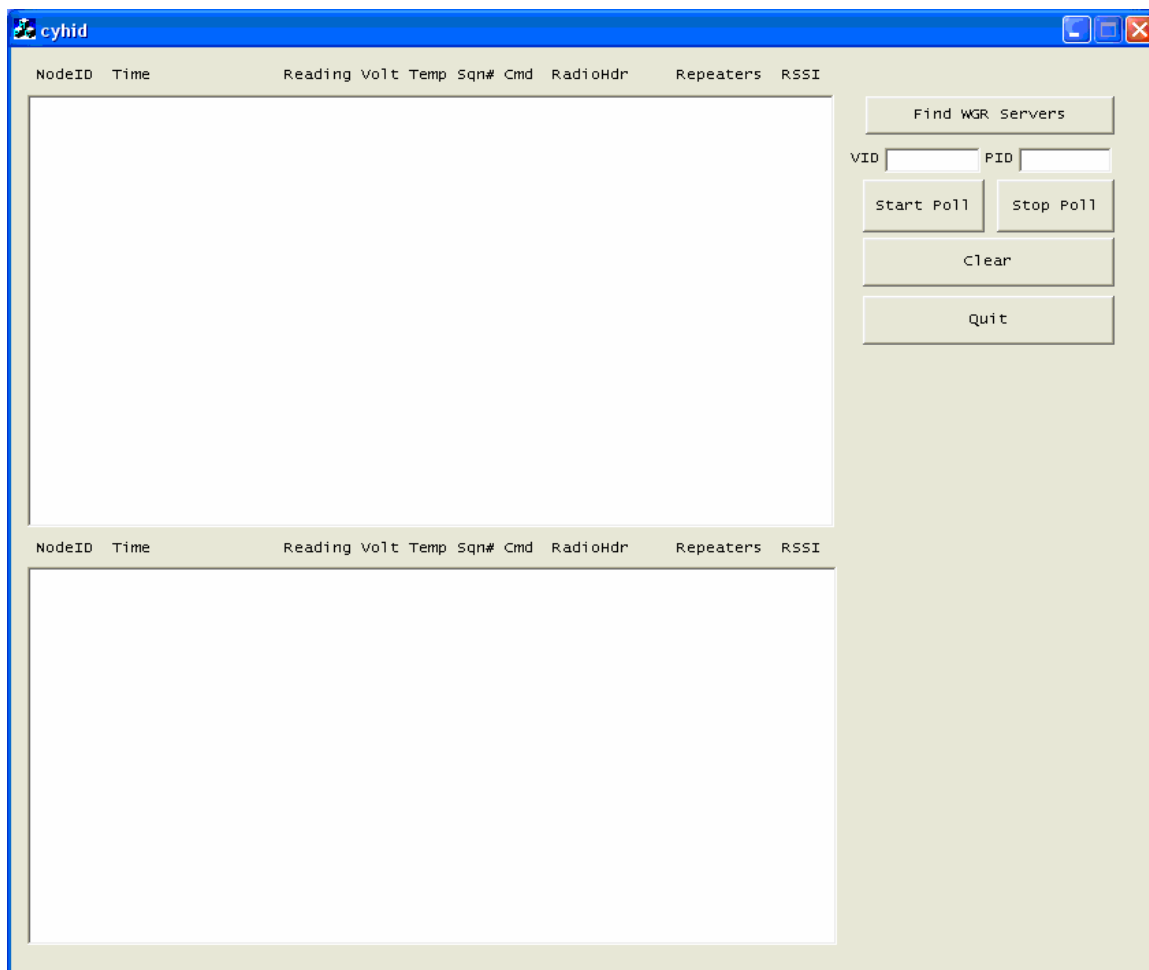 cyhid
NodeID Time Reading Volt Temp Sqn# Cmd RadioHdr Repeaters RSSI
Find WGR Servers
VID PID
Start Poll Stop Poll
Clear
Quit
NodeID Time Reading Volt Temp Sqn# Cmd RadioHdr Repeaters RSSI